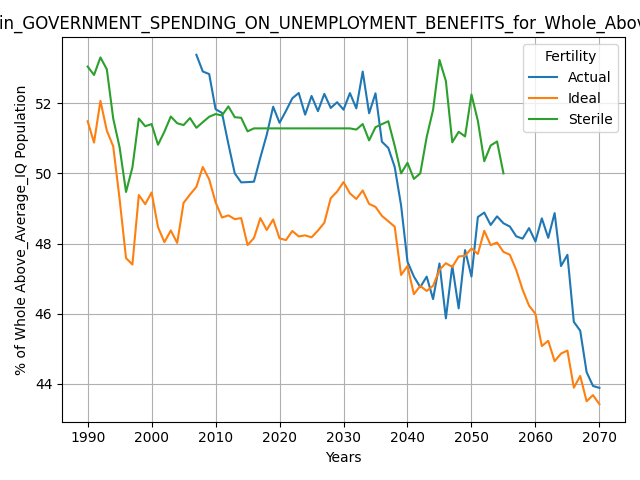 in_GOVERNMENT_SPENDING_ON_UNEMPLOYMENT_BENEFITS_for_Whole_Abov
Fertility
Actual
Ideal
Sterile
% of Whole Above_Average_IQ Population
52
50
48
46
44
1990
2000
2010
2020
2030
2040
2050
2060
2070
Years